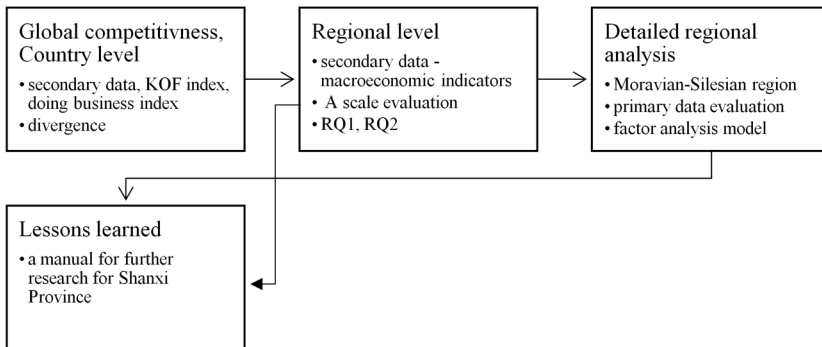 Global competitivness,
Country level
• secondary data, KOF index,
doing business index
• divergence
Regional level
• secondary data -
macroeconomic indicators
• A scale evaluation
• RQ1, RQ2
Detailed regional
analysis
• Moravian-Silesian region
• primary data evaluation
• factor analysis model
Lessons learned
• a manual for further
research for Shanxi
Province